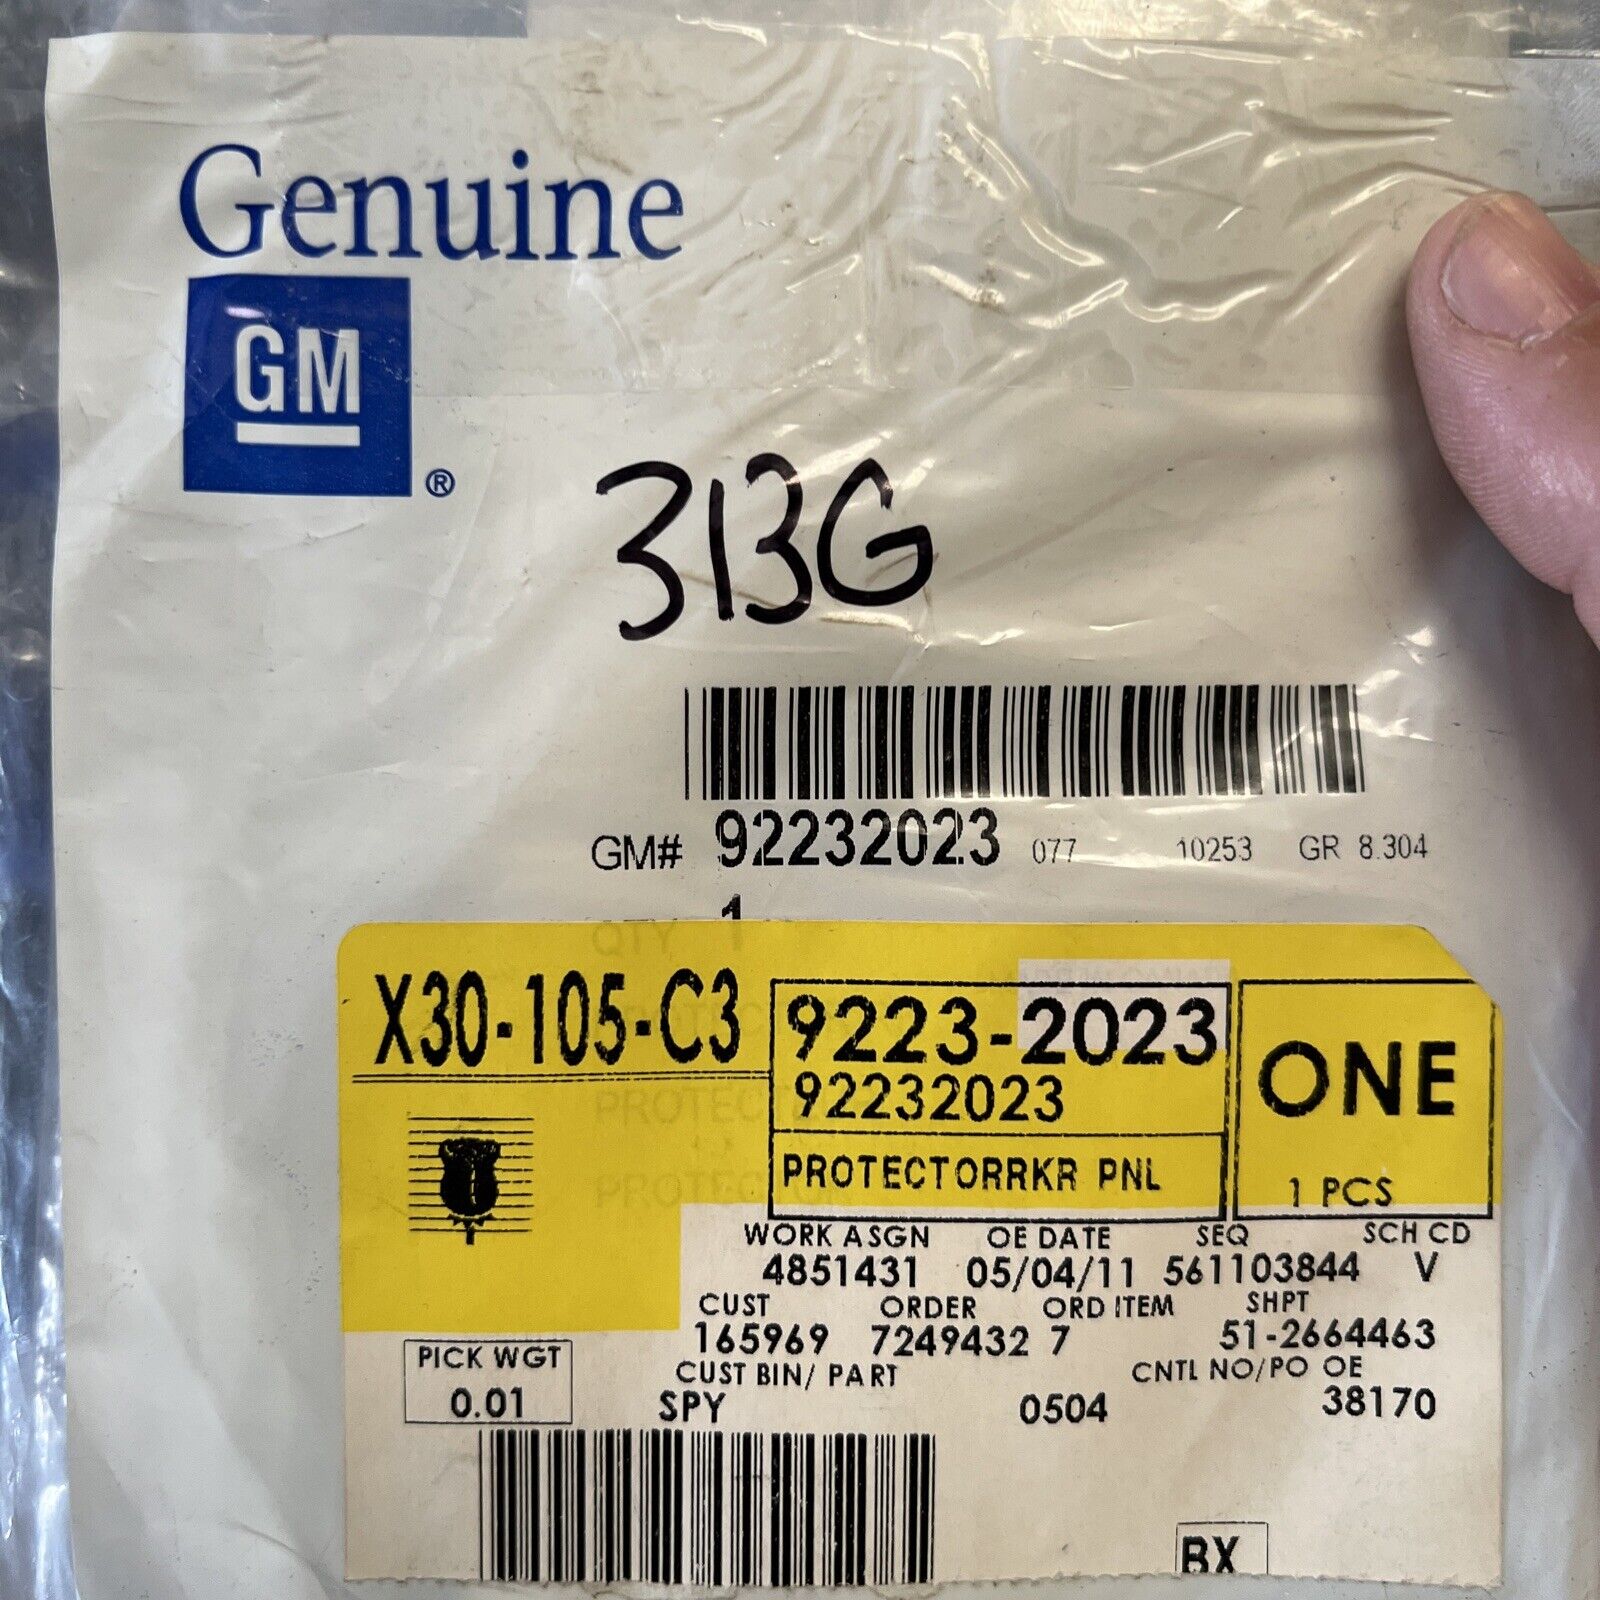 Genuine
GM
®
313G
GM# 92232023 077 10253 GR 8.304
QTY 1
X30-105-C3
9223-2023
92232023
PROTECTORRKR PNL
ONE
1 PCS
PROTEC
PROTECTOR
WORK ASGN OE DATE SEQ SCH CD
4851431 05/04/11 561103844 V
CUST ORDER ORD ITEM SHPT
165969 7249432 7 51-2664463
PICK WGT CUST BIN/ PART CNTL NO/PO OE
0.01 SPY 0504 38170
BX